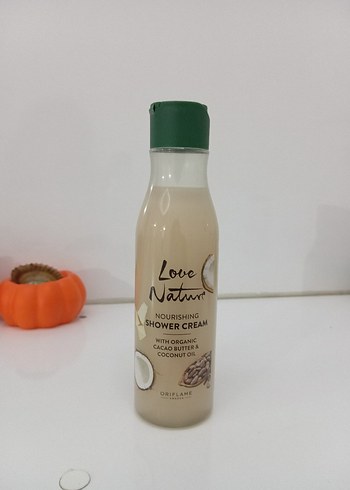 Love
Nature
NOURISHING
SHOWER CREAM
WITH ORGANIC
CACAO BUTTER &
COCONUT OIL
ORIFLAME